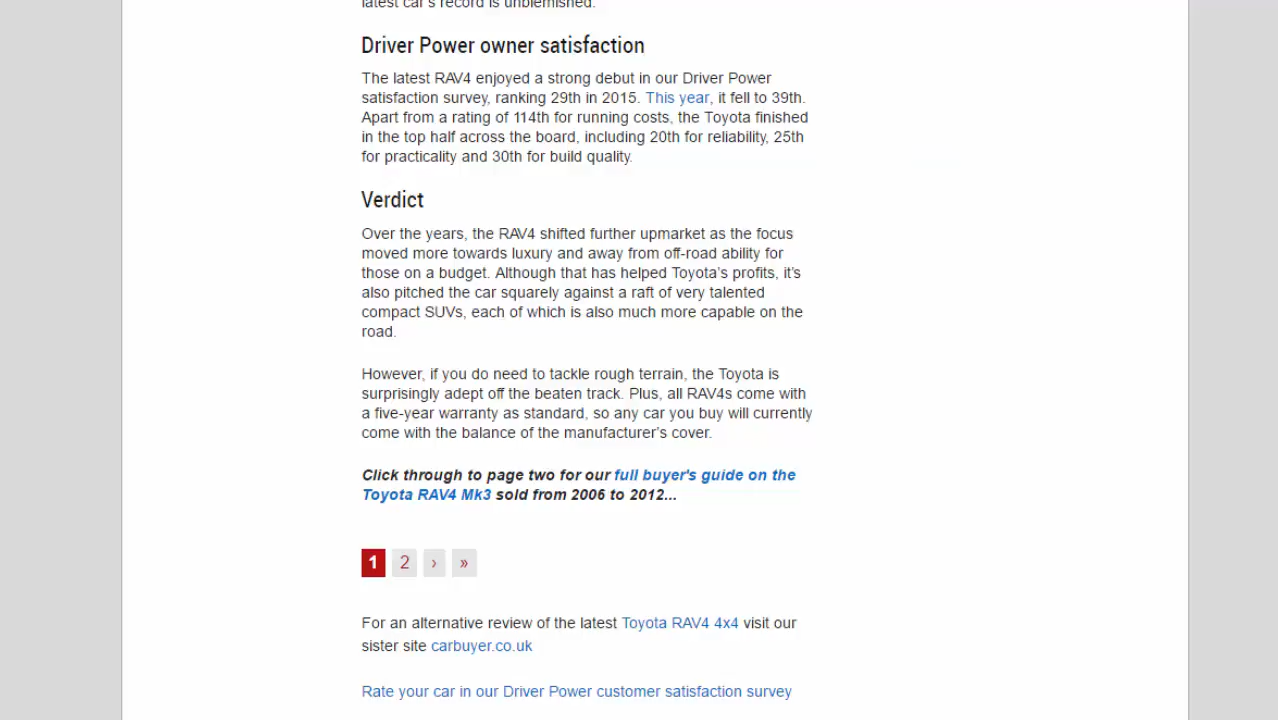 latest car's record is unblemished.
Driver Power owner satisfaction
The latest RAV4 enjoyed a strong debut in our Driver Power
satisfaction survey, ranking 29th in 2015. This year, it fell to 39th.
Apart from a rating of 114th for running costs, the Toyota finished
in the top half across the board, including 20th for reliability, 25th
for practicality and 30th for build quality.
Verdict
Over the years, the RAV4 shifted further upmarket as the focus
moved more towards luxury and away from off-road ability for
those on a budget. Although that has helped Toyota's profits, it's
also pitched the car squarely against a raft of very talented
compact SUVs, each of which is also much more capable on the
road.
However, if you do need to tackle rough terrain, the Toyota is
surprisingly adept off the beaten track. Plus, all RAV4s come with
a five-year warranty as standard, so any car you buy will currently
come with the balance of the manufacturer's cover.
Click through to page two for our full buyer's guide on the
Toyota RAV4 Mk3 sold from 2006 to 2012...
1 2 › »
For an alternative review of the latest Toyota RAV4 4x4 visit our
sister site carbuyer.co.uk
Rate your car in our Driver Power customer satisfaction survey